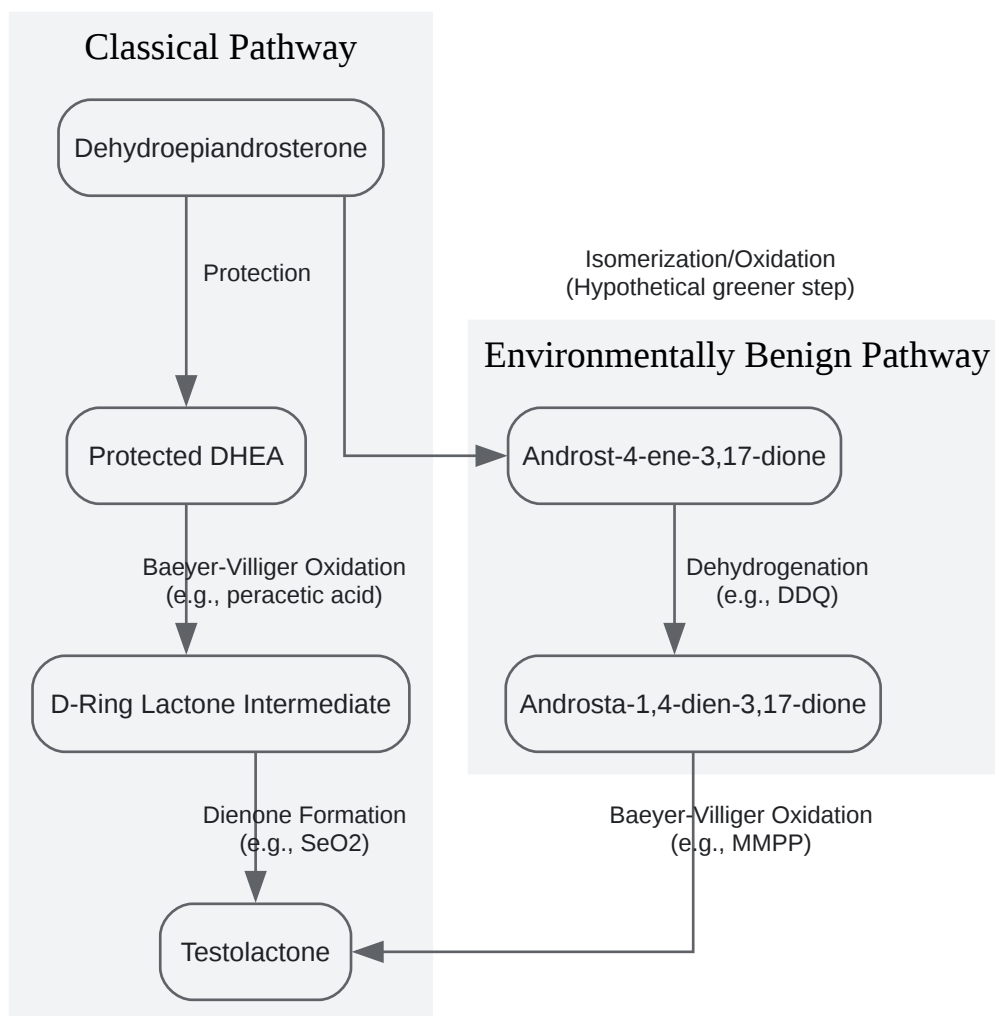 Classical Pathway
Dehydroepiandrosterone
Protection
Isomerization/Oxidation
(Hypothetical greener step)
Environmentally Benign Pathway
Protected DHEA
Androst-4-ene-3,17-dione
Baeyer-Villiger Oxidation
(e.g., peracetic acid)
Dehydrogenation
(e.g., DDQ)
D-Ring Lactone Intermediate
Androsta-1,4-dien-3,17-dione
Dienone Formation
(e.g., SeO2)
Baeyer-Villiger Oxidation
(e.g., MMPP)
Testolactone